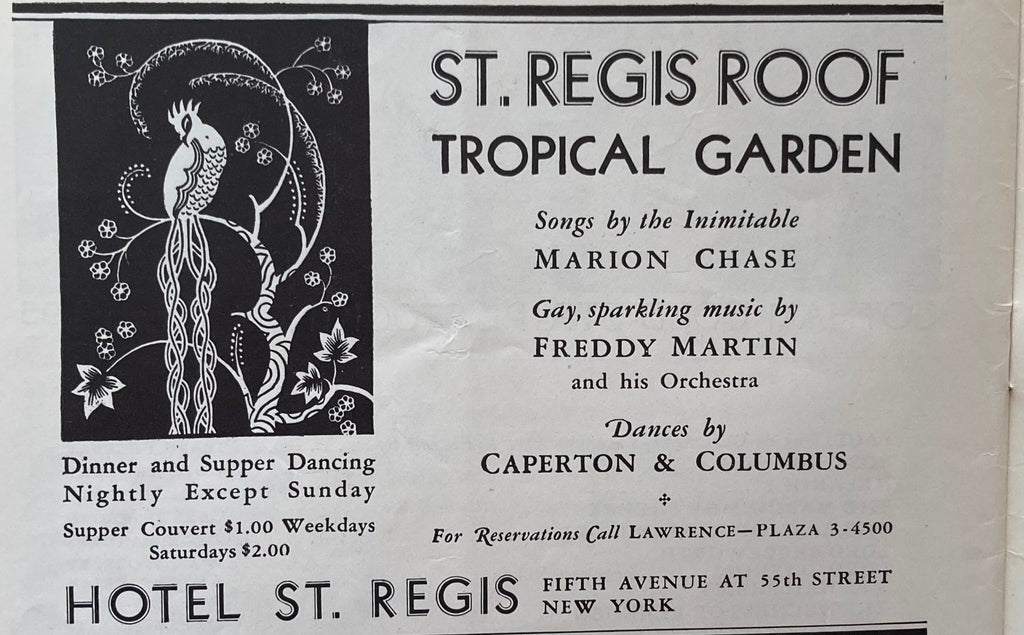 ST. REGIS ROOF
TROPICAL GARDEN
Songs by the Inimitable
MARION CHASE
Gay, sparkling music by
FREDDY MARTIN
and his Orchestra
Dances by
CAPERTON & COLUMBUS
For Reservations Call LAWRENCE—PLAZA 3-4500
Dinner and Supper Dancing
Nightly Except Sunday
Supper Couvert $1.00 Weekdays
Saturdays $2.00
HOTEL ST. REGIS
FIFTH AVENUE AT 55th STREET
NEW YORK